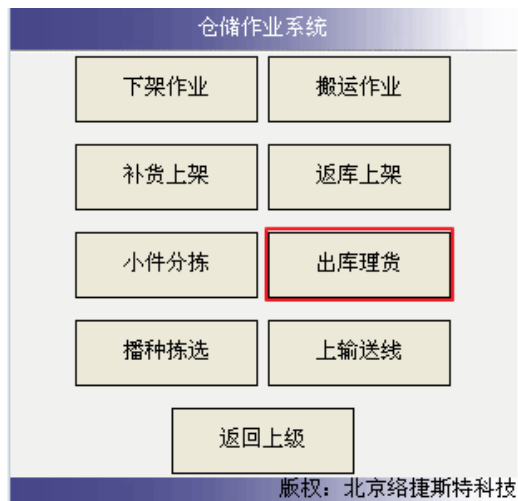 仓储作业系统
下架作业 搬运作业
补货上架 返库上架
小件分拣 出库理货
播种拣选 上输送线
返回上级
版权：北京络捷斯特科技